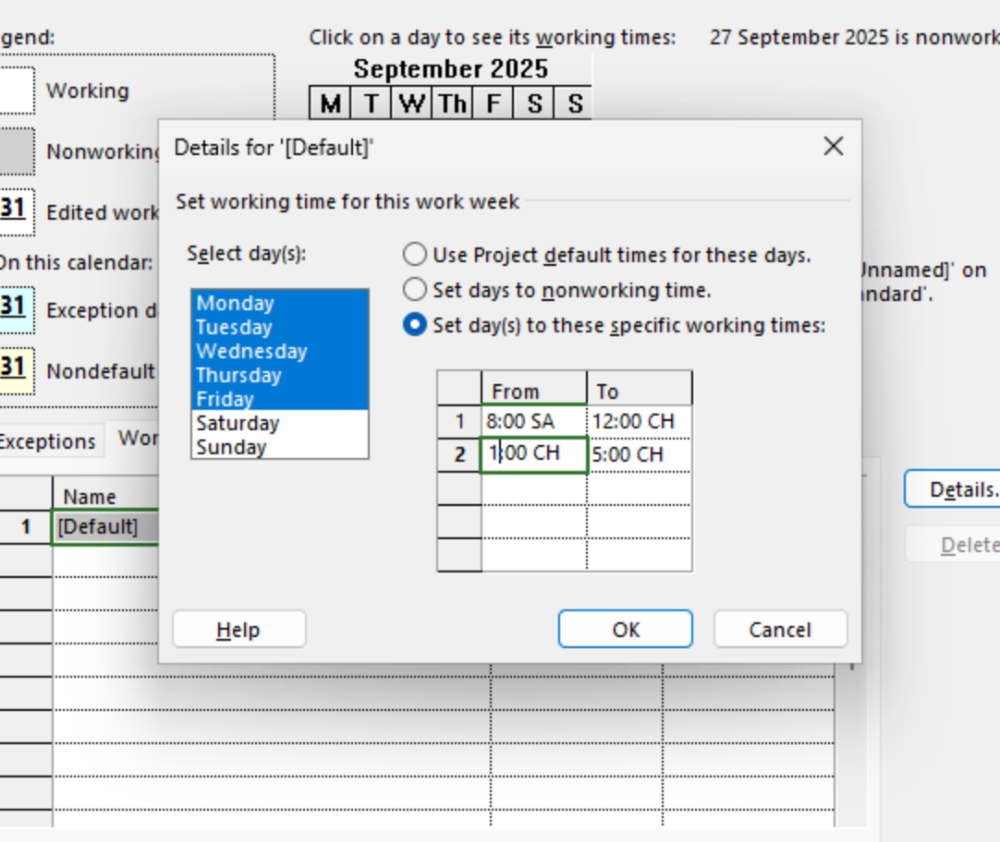 gend:
Click on a day to see its working times:
27 September 2025 is nonwork
September 2025
M T W Th F S S
Working
Nonworking
31 Edited work
On this calendar:
31 Exception d
31 Nondefault
Unnamed]' on
andard'.
Details for '[Default]'
Set working time for this work week
Select day(s):
Monday
Tuesday
Wednesday
Thursday
Friday
Saturday
Sunday
Use Project default times for these days.
Set days to nonworking time.
Set day(s) to these specific working times:
From To
1 8:00 SA 12:00 CH
2 1:00 CH 5:00 CH
Help OK Cancel
Exceptions Wor
Name
1 [Default]
Details.
Delete